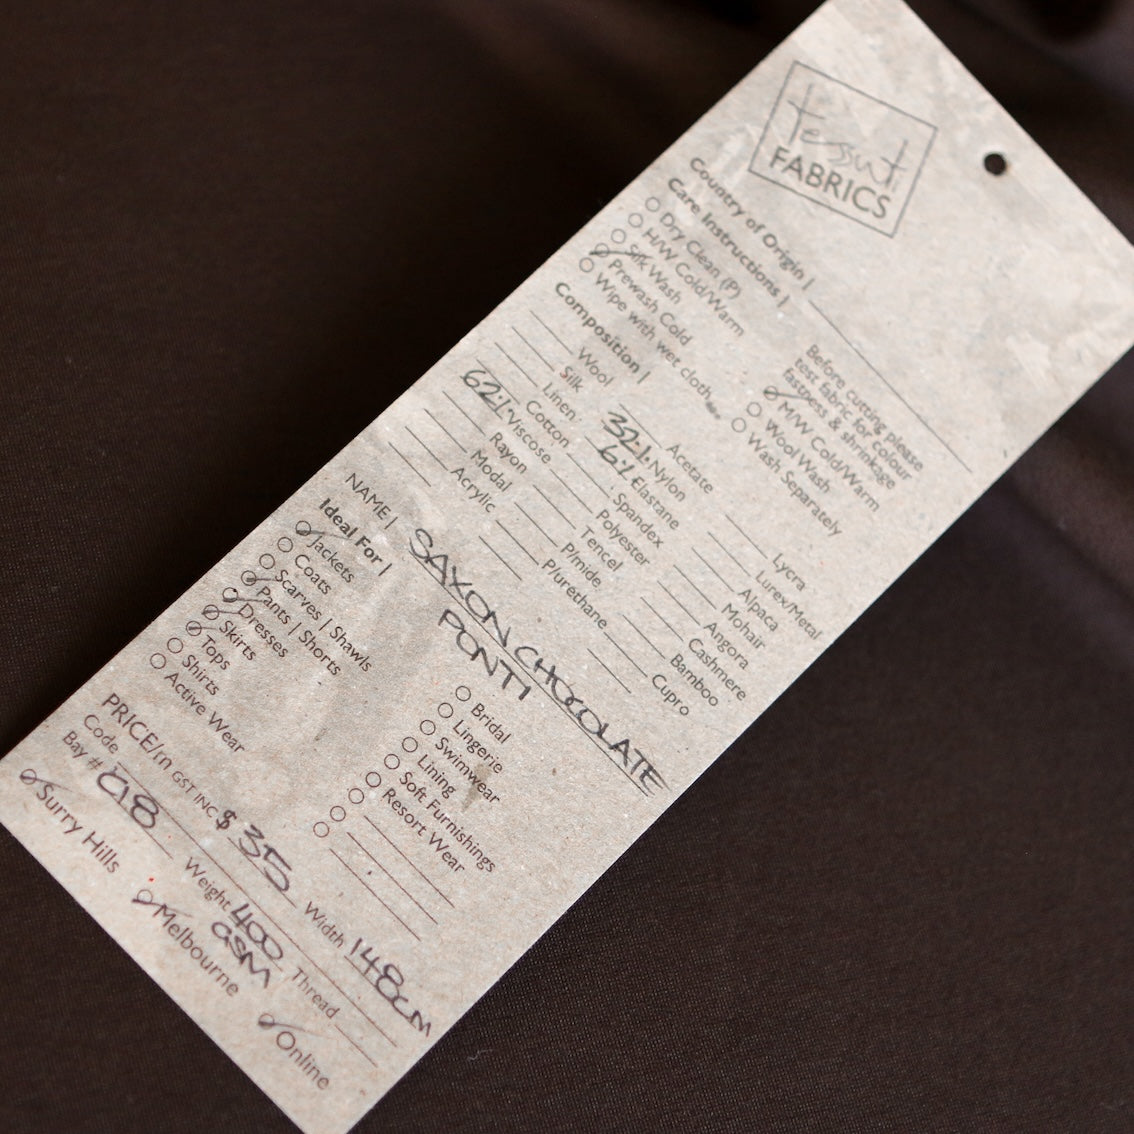 Tessuti
FABRICS
Country of Origin |
Care Instructions |
Dry Clean (P)
H/W Cold/Warm
Silk Wash
Prewash Cold
Wipe with wet cloth
Before cutting please
test fabric for colour
fastness & shrinkage
M/W Cold/Warm
Wool Wash
Wash Separately
Composition |
Wool
Silk
Linen
Cotton
62% Viscose
Rayon
Modal
Acrylic
Acetate
32% Nylon
6% Elastane
Spandex
Polyester
Tencel
P/mide
P/urethane
Lycra
Lurex/Metal
Alpaca
Mohair
Angora
Cashmere
Bamboo
Cupro
NAME | SAXON CHOCOLATE
PONTI
Ideal For |
Jackets
Coats
Scarves | Shawls
Pants | Shorts
Dresses
Skirts
Tops
Shirts
Active Wear
Bridal
Lingerie
Swimwear
Lining
Soft Furnishings
Resort Wear
PRICE/m GST INC $35 Width 148cm
Code Weight 400 Thread
GSM
Bay #
Surry Hills Melbourne Online